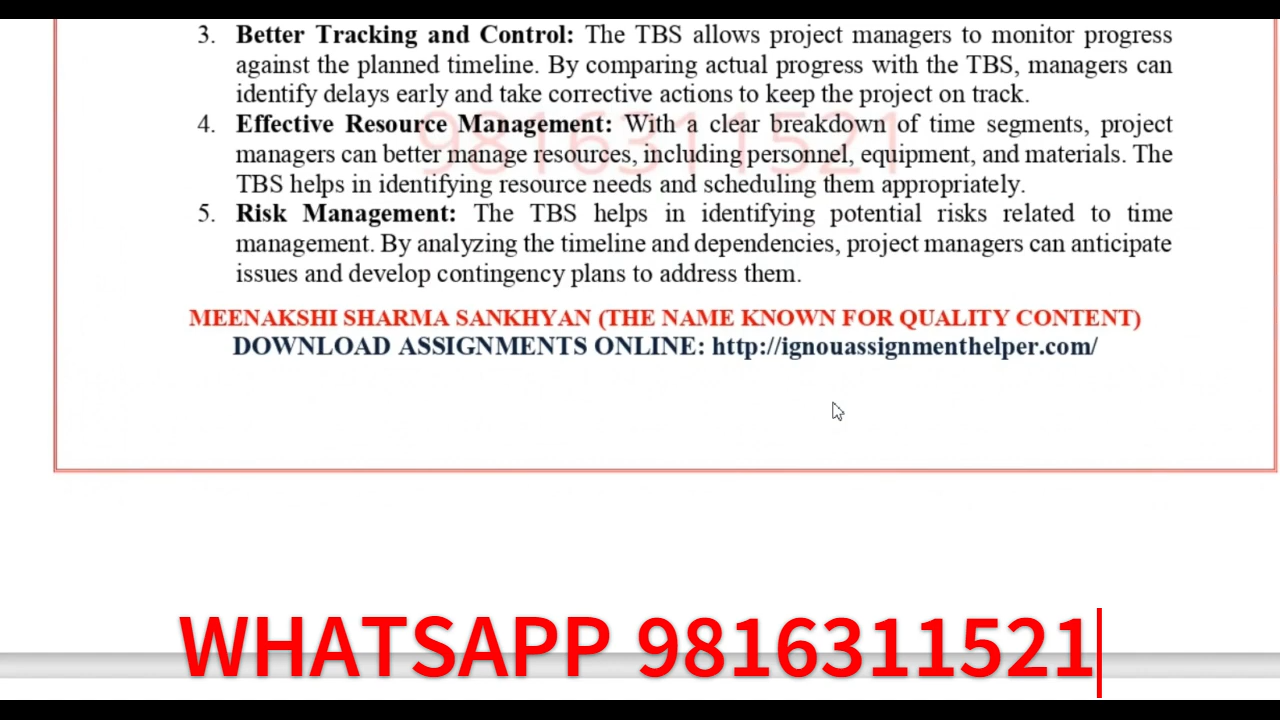 3. Better Tracking and Control: The TBS allows project managers to monitor progress
against the planned timeline. By comparing actual progress with the TBS, managers can
identify delays early and take corrective actions to keep the project on track.
4. Effective Resource Management: With a clear breakdown of time segments, project
managers can better manage resources, including personnel, equipment, and materials. The
TBS helps in identifying resource needs and scheduling them appropriately.
9816311521
5. Risk Management: The TBS helps in identifying potential risks related to time
management. By analyzing the timeline and dependencies, project managers can anticipate
issues and develop contingency plans to address them.
MEENAKSHI SHARMA SANKHYAN (THE NAME KNOWN FOR QUALITY CONTENT)
DOWNLOAD ASSIGNMENTS ONLINE: http://ignouassignmenthelper.com/
WHATSAPP 9816311521